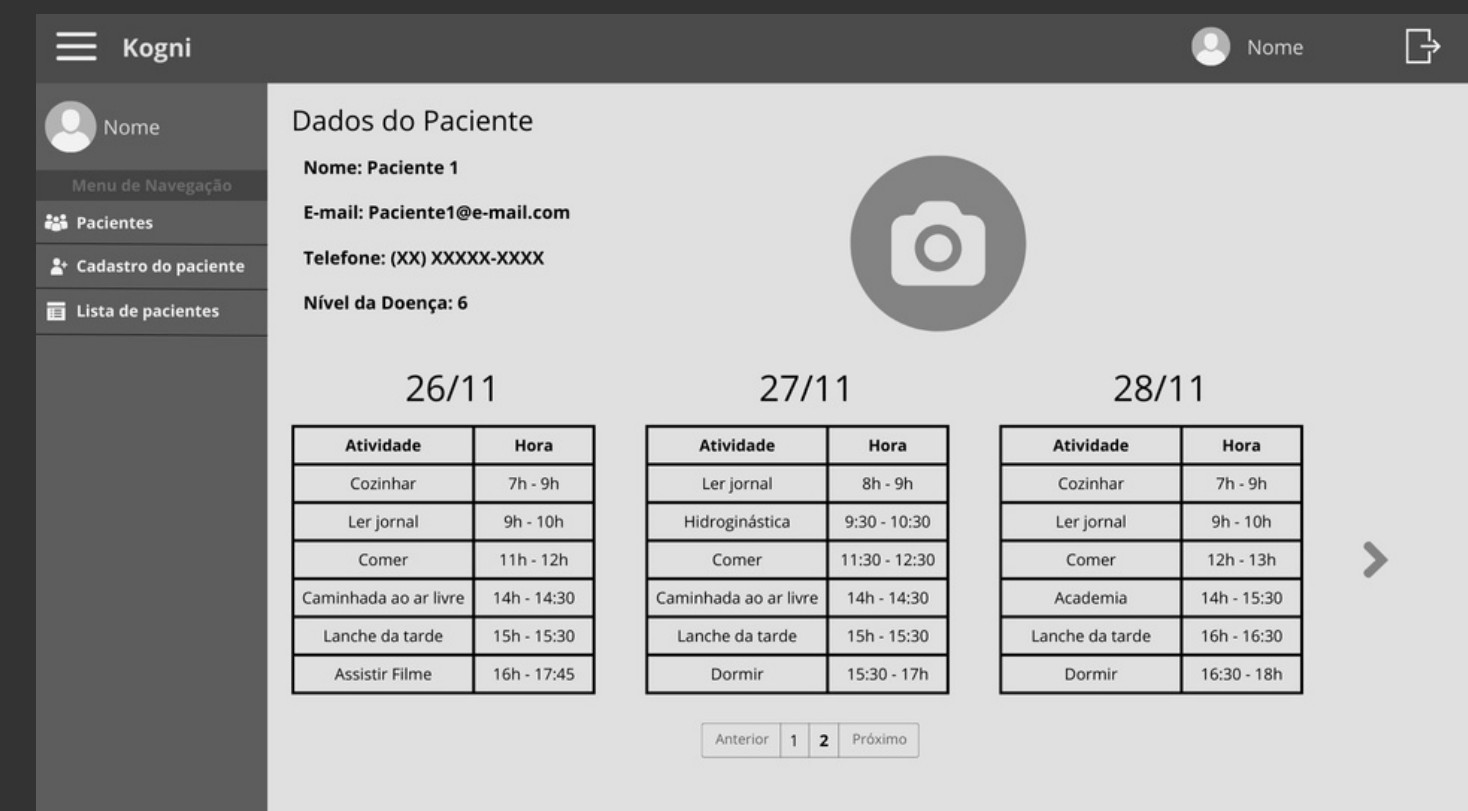 Kogni
Nome
Nome
Menu de Navegação
Pacientes
Cadastro do paciente
Lista de pacientes
Dados do Paciente
Nome: Paciente 1
E-mail: Paciente1@e-mail.com
Telefone: (XX) XXXXX-XXXX
Nível da Doença: 6
26/11
Atividade Hora
Cozinhar 7h - 9h
Ler jornal 9h - 10h
Comer 11h - 12h
Caminhada ao ar livre 14h - 14:30
Lanche da tarde 15h - 15:30
Assistir Filme 16h - 17:45
27/11
Atividade Hora
Ler jornal 8h - 9h
Hidroginástica 9:30 - 10:30
Comer 11:30 - 12:30
Caminhada ao ar livre 14h - 14:30
Lanche da tarde 15h - 15:30
Dormir 15:30 - 17h
28/11
Atividade Hora
Cozinhar 7h - 9h
Ler jornal 9h - 10h
Comer 12h - 13h
Academia 14h - 15:30
Lanche da tarde 16h - 16:30
Dormir 16:30 - 18h
Anterior 1 2 Próximo